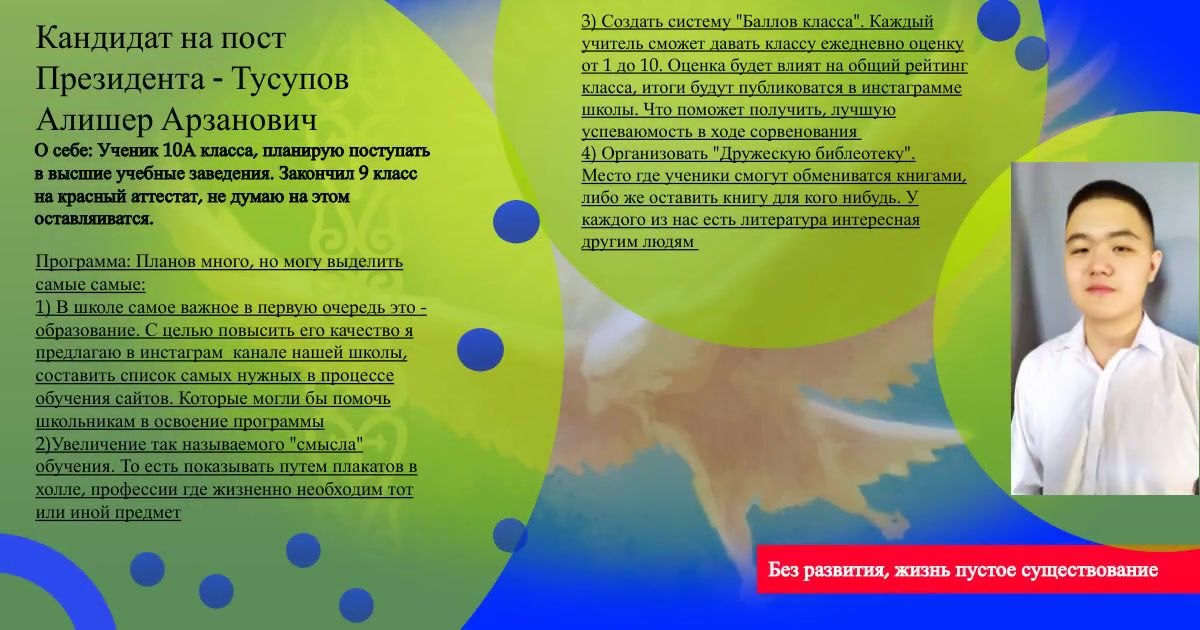 Кандидат на пост
Президента - Тусупов
Алишер Арзанович
О себе: Ученик 10А класса, планирую поступать
в высшие учебные заведения. Закончил 9 класс
на красный аттестат, не думаю на этом
оставляиватся.
Программа: Планов много, но могу выделить
самые самые:
1) В школе самое важное в первую очередь это -
образование. С целью повысить его качество я
предлагаю в инстаграм  канале нашей школы,
составить список самых нужных в процессе
обучения сайтов. Которые могли бы помочь
школьникам в освоение программы
2)Увеличение так называемого "смысла"
обучения. То есть показывать путем плакатов в
холле, профессии где жизненно необходим тот
или иной предмет
3) Создать систему "Баллов класса". Каждый
учитель сможет давать классу ежедневно оценку
от 1 до 10. Оценка будет влият на общий рейтинг
класса, итоги будут публиковатся в инстаграмме
школы. Что поможет получить, лучшую
успеваюмость в ходе сорвенования
4) Организовать "Дружескую библеотеку".
Место где ученики смогут обмениватся книгами,
либо же оставить книгу для кого нибудь. У
каждого из нас есть литература интересная
другим людям
Без развития, жизнь пустое существование